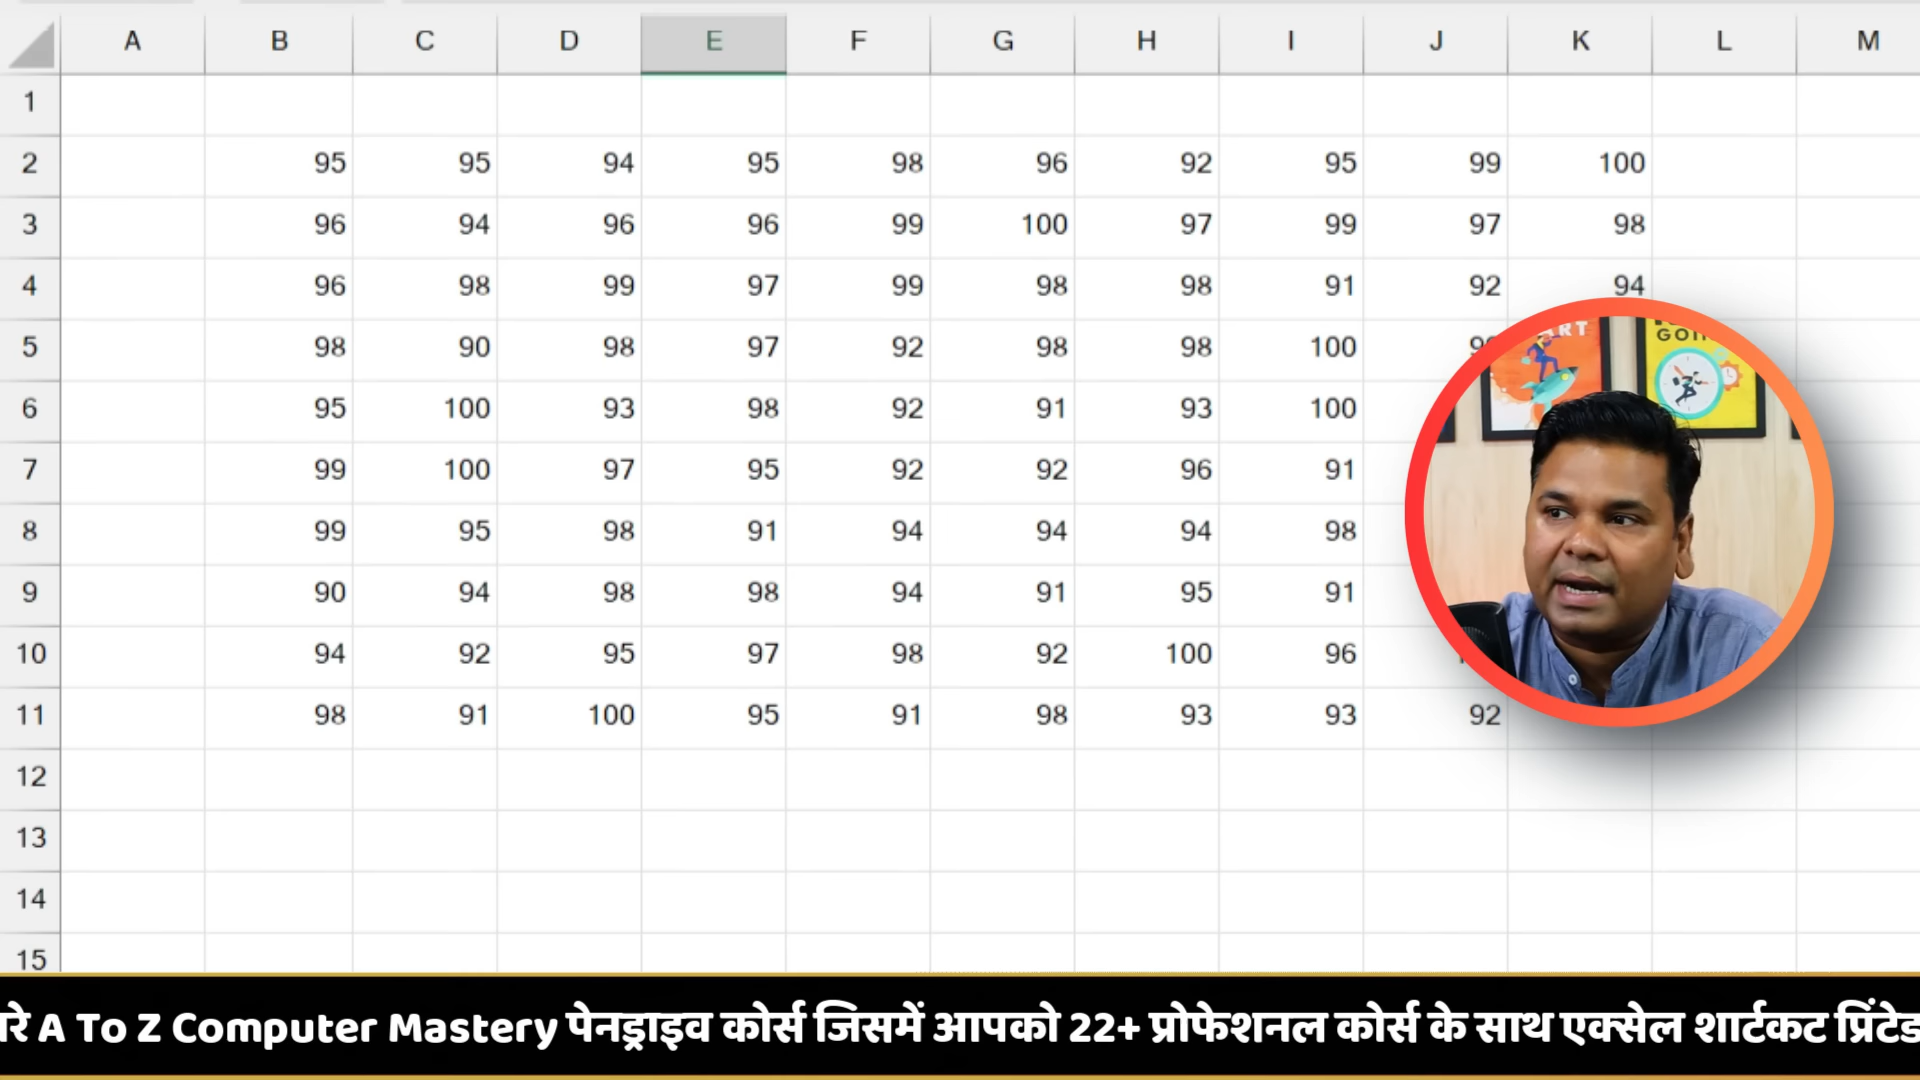 A B C D E F G H I J K L M
1
2 95 95 94 95 98 96 92 95 99 100
3 96 94 96 96 99 100 97 99 97 98
4 96 98 99 97 99 98 98 91 92 94
5 98 90 98 97 92 98 98 100
6 95 100 93 98 92 91 93 100
7 99 100 97 95 92 92 96 91
8 99 95 98 91 94 94 94 98
9 90 94 98 98 94 91 95 91
10 94 92 95 97 98 92 100 96
11 98 91 100 95 91 98 93 93 92
12
13
14
15
रे A To Z Computer Mastery पेनड्राइव कोर्स जिसमें आपको 22+ प्रोफेशनल कोर्स के साथ एक्सेल शार्टकट प्रिंटेड